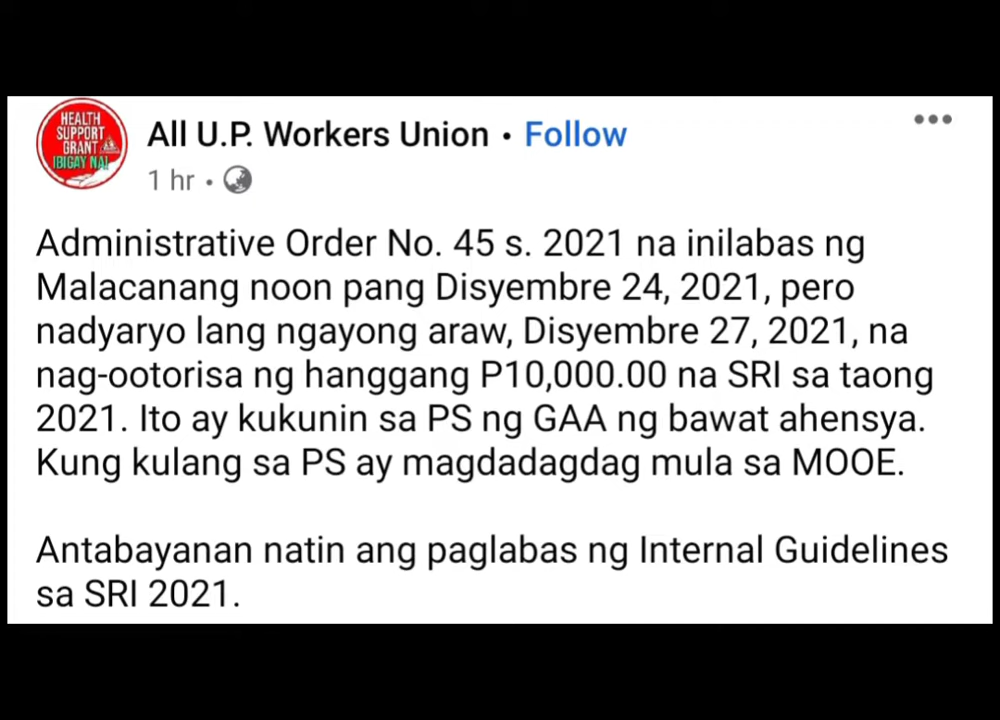 HEALTH
SUPPORT
GRANT
IBIGAY NA!
All U.P. Workers Union • Follow
1 hr •
Administrative Order No. 45 s. 2021 na inilabas ng
Malacanang noon pang Disyembre 24, 2021, pero
nadyaryo lang ngayong araw, Disyembre 27, 2021, na
nag-ootorisa ng hanggang P10,000.00 na SRI sa taong
2021. Ito ay kukunin sa PS ng GAA ng bawat ahensya.
Kung kulang sa PS ay magdadagdag mula sa MOOE.
Antabayanan natin ang paglabas ng Internal Guidelines
sa SRI 2021.